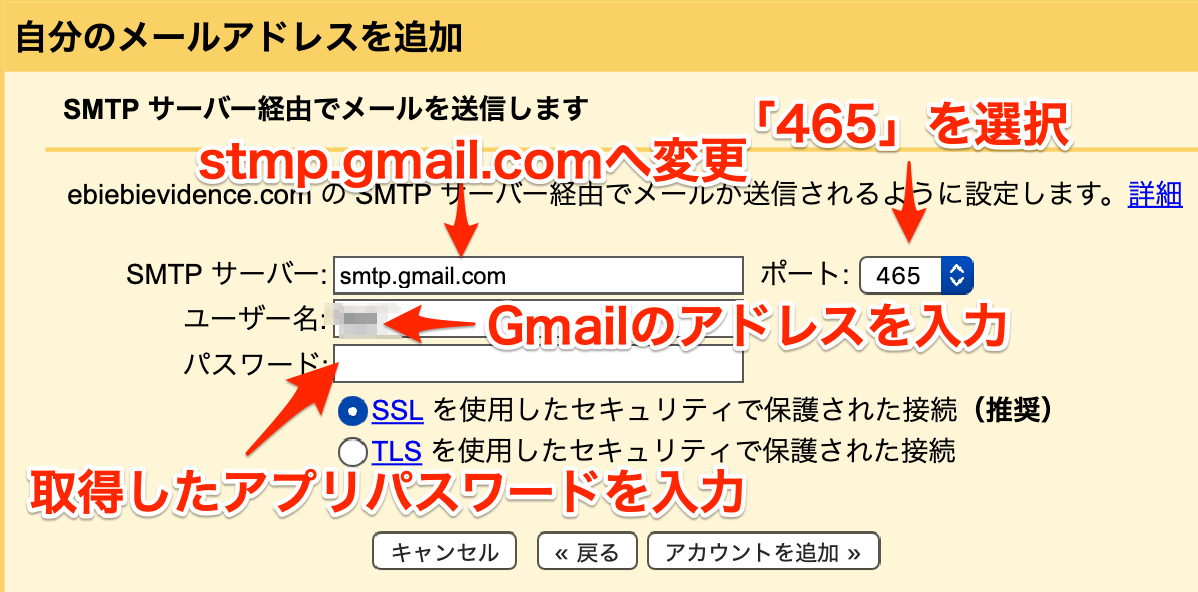 自分のメールアドレスを追加
SMTP サーバー経由でメールを送信します
「465」を選択
stmp.gmail.comへ変更
ebiebievidence.com の SMTP サーバー経由でメールが送信されるように設定します。詳細
SMTP サーバー: smtp.gmail.com ポート: 465
ユーザー名:
Gmailのアドレスを入力
パスワード:
SSL を使用したセキュリティで保護された接続（推奨）
TLS を使用したセキュリティで保護された接続
取得したアプリパスワードを入力
キャンセル « 戻る アカウントを追加 »